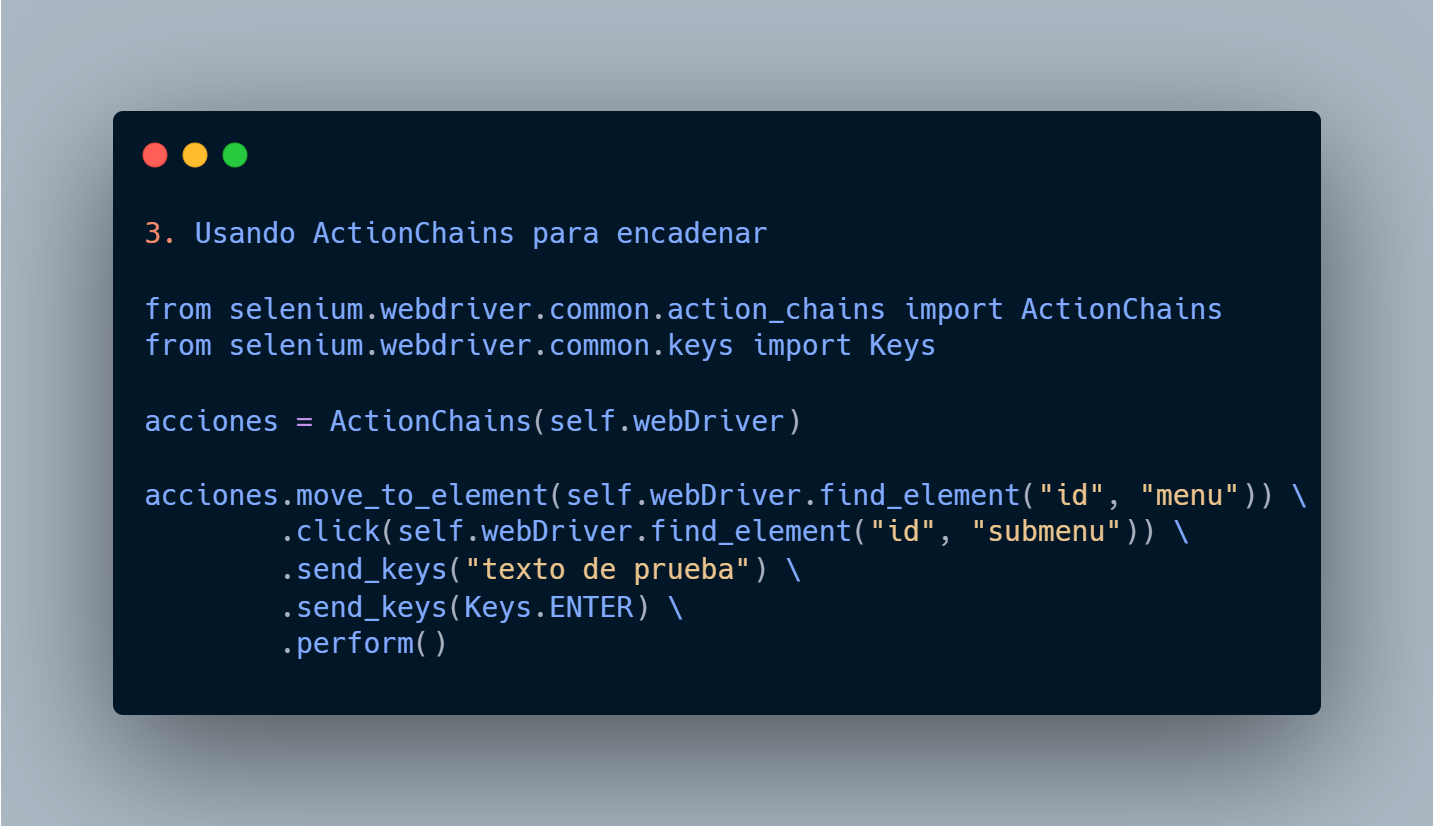 3. Usando ActionChains para encadenar
from selenium.webdriver.common.action_chains import ActionChains
from selenium.webdriver.common.keys import Keys
acciones = ActionChains(self.webDriver)
acciones.move_to_element(self.webDriver.find_element("id", "menu")) \
        .click(self.webDriver.find_element("id", "submenu")) \
        .send_keys("texto de prueba") \
        .send_keys(Keys.ENTER) \
        .perform()